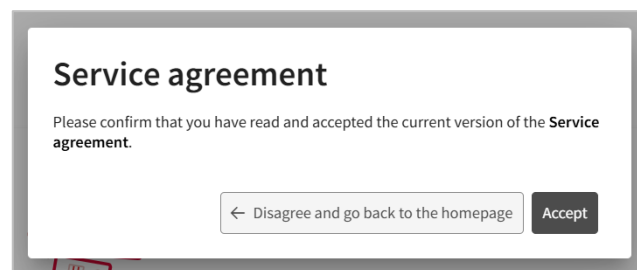 Service agreement
Please confirm that you have read and accepted the current version of the Service
agreement.
← Disagree and go back to the homepage
Accept